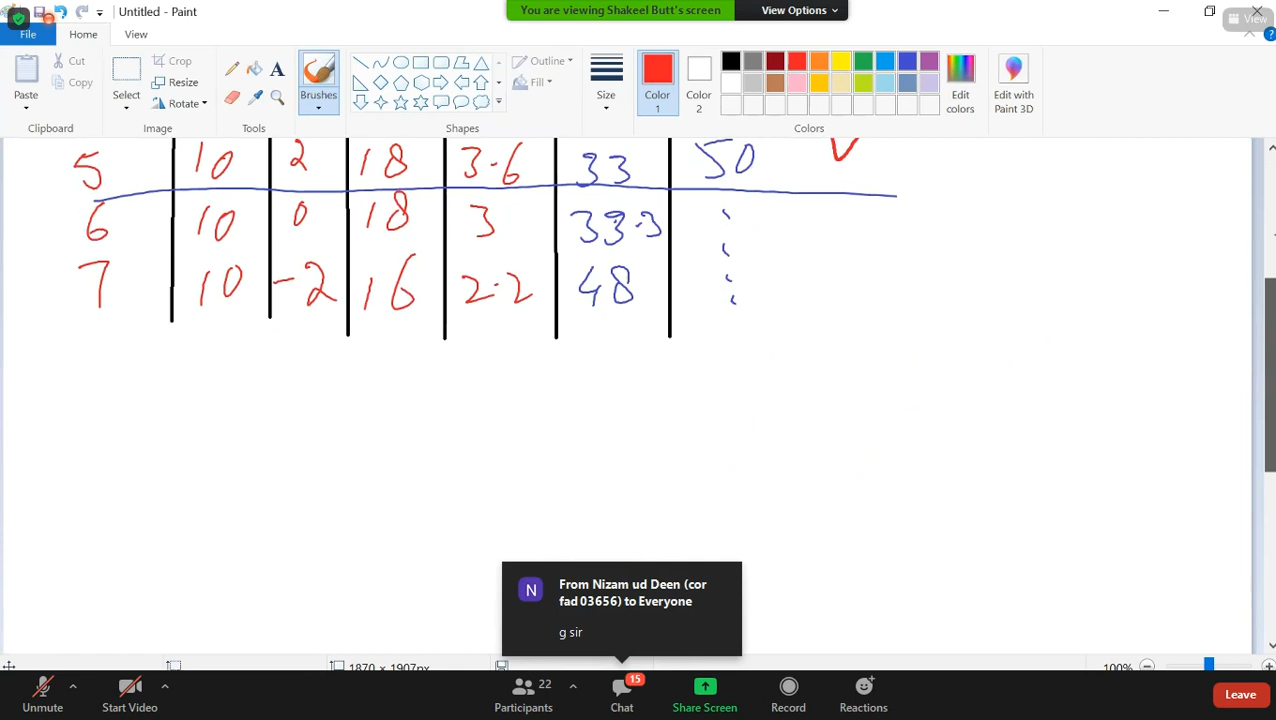 Untitled - Paint
You are viewing Shakeel Butt's screen
View Options
View
File
Home
View
Paste
Cut
Copy
Clipboard
Select
Crop
Resize
Rotate
Image
Tools
Brushes
Shapes
Outline
Fill
Size
Color 1
Color 2
Edit colors
Edit with Paint 3D
Colors
5 10 2 18 3.6 33 50
6 10 0 18 3 33.3
7 10 -2 16 2.2 48
From Nizam ud Deen (cor
fad 03656) to Everyone
N
g sir
1870 × 1907px
100%
Unmute
Start Video
22
Participants
15
Chat
Share Screen
Record
Reactions
Leave